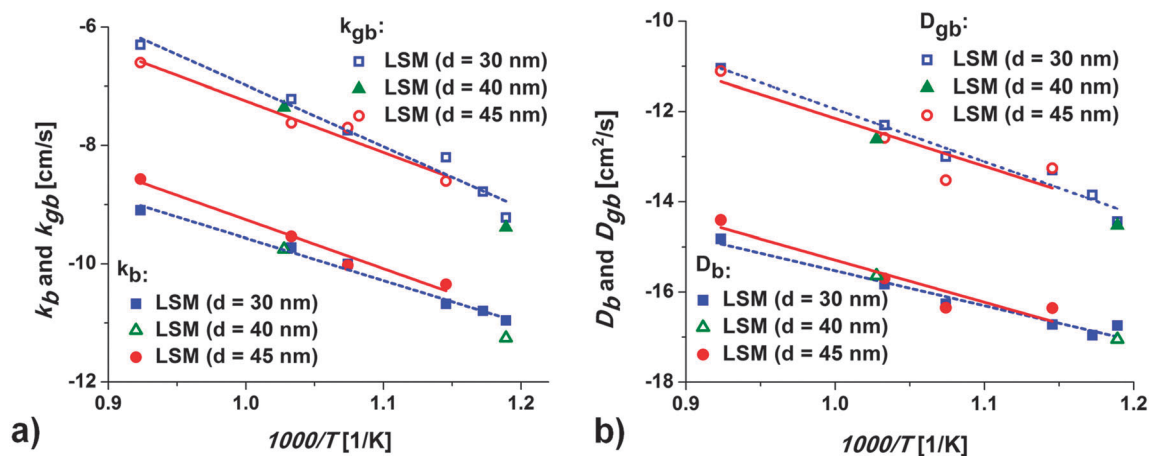 k_gb:
LSM (d = 30 nm)
LSM (d = 40 nm)
LSM (d = 45 nm)
k_b:
LSM (d = 30 nm)
LSM (d = 40 nm)
LSM (d = 45 nm)
-6
-8
-10
-12
k_b and k_gb [cm/s]
0.9
1.0
1.1
1.2
1000/T [1/K]
a)
D_gb:
LSM (d = 30 nm)
LSM (d = 40 nm)
LSM (d = 45 nm)
D_b:
LSM (d = 30 nm)
LSM (d = 40 nm)
LSM (d = 45 nm)
-10
-12
-14
-16
-18
D_b and D_gb [cm²/s]
0.9
1.0
1.1
1.2
1000/T [1/K]
b)